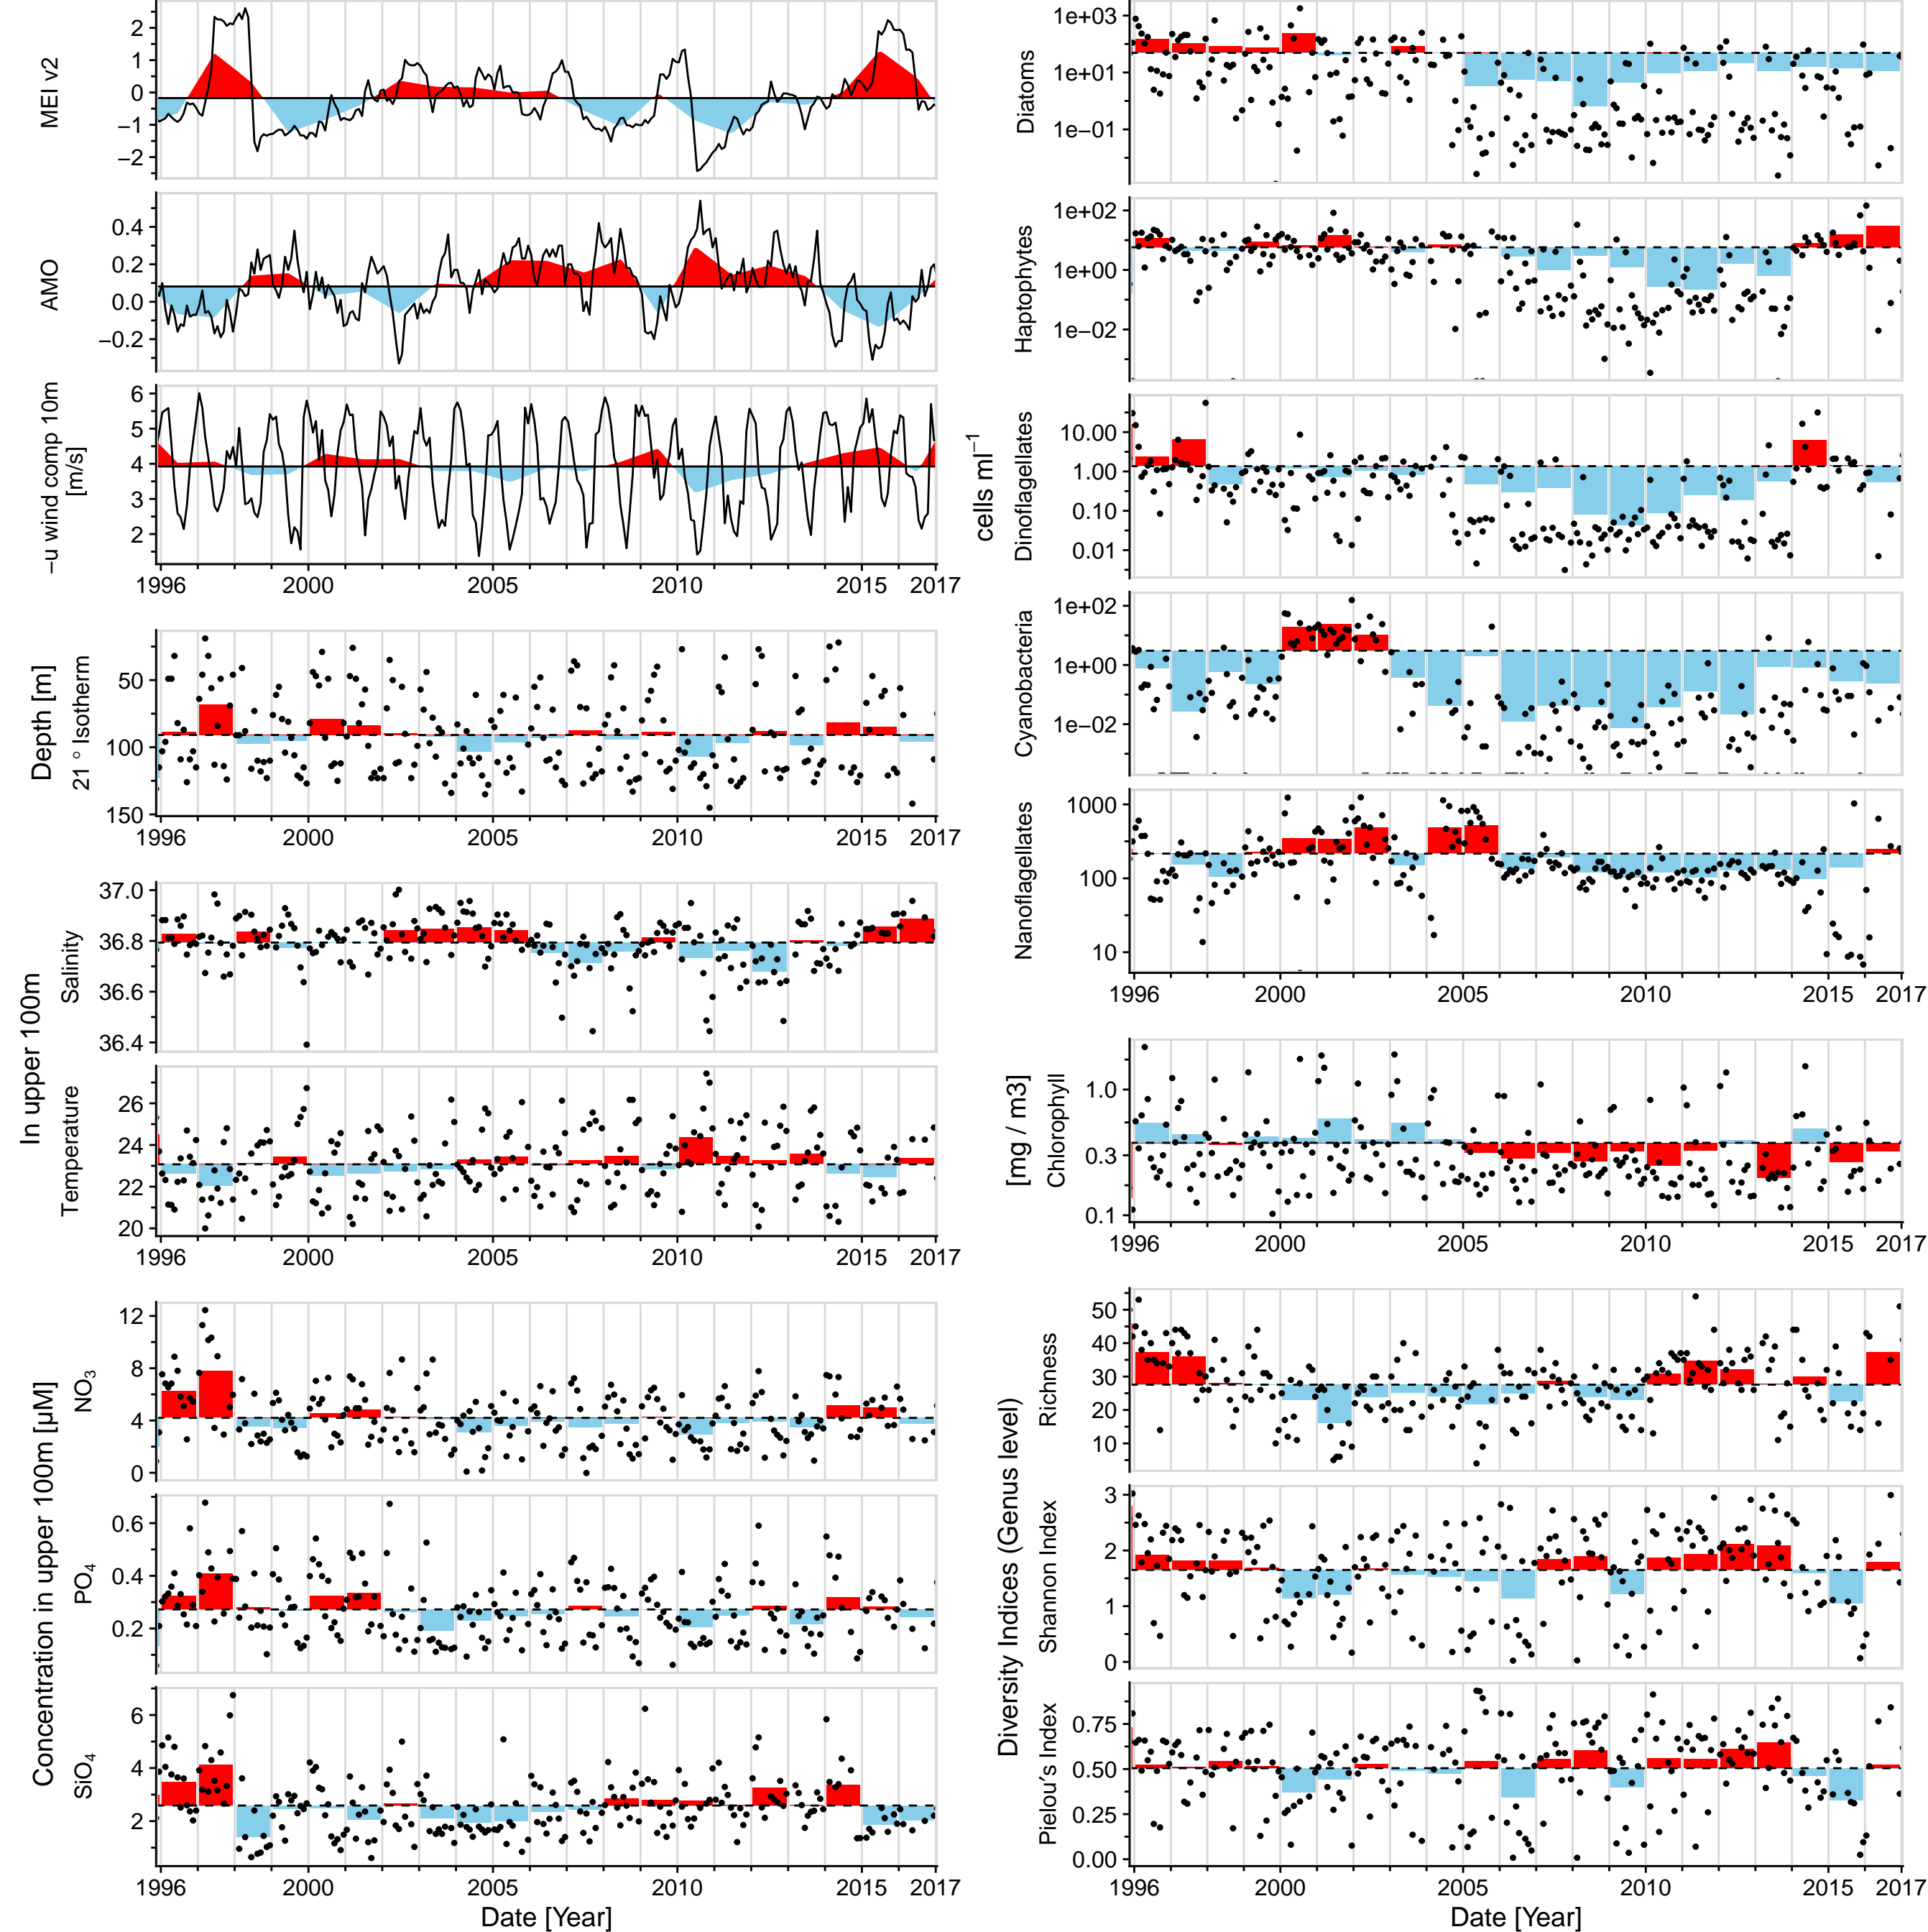 MEI v2
2
1
0
−1
−2
AMO
0.4
0.2
0.0
−0.2
−u wind comp 10m
[m/s]
6
5
4
3
2
1996 2000 2005 2010 2015 2017
Depth [m]
21 ° Isotherm
50
100
150
1996 2000 2005 2010 2015 2017
In upper 100m
Salinity
37.0
36.8
36.6
36.4
Temperature
26
24
22
20
1996 2000 2005 2010 2015 2017
Concentration in upper 100m [µM]
NO₃
12
8
4
0
PO₄
0.6
0.4
0.2
SiO₄
6
4
2
1996 2000 2005 2010 2015 2017
Date [Year]
cells ml⁻¹
Diatoms
1e+03
1e+01
1e−01
Haptophytes
1e+02
1e+00
1e−02
Dinoflagellates
10.00
1.00
0.10
0.01
Cyanobacteria
1e+02
1e+00
1e−02
Nanoflagellates
1000
100
10
1996 2000 2005 2010 2015 2017
[mg / m3]
Chlorophyll
1.0
0.3
0.1
1996 2000 2005 2010 2015 2017
Diversity Indices (Genus level)
Richness
50
40
30
20
10
Shannon Index
3
2
1
0
Pielou′s Index
0.75
0.50
0.25
0.00
1996 2000 2005 2010 2015 2017
Date [Year]